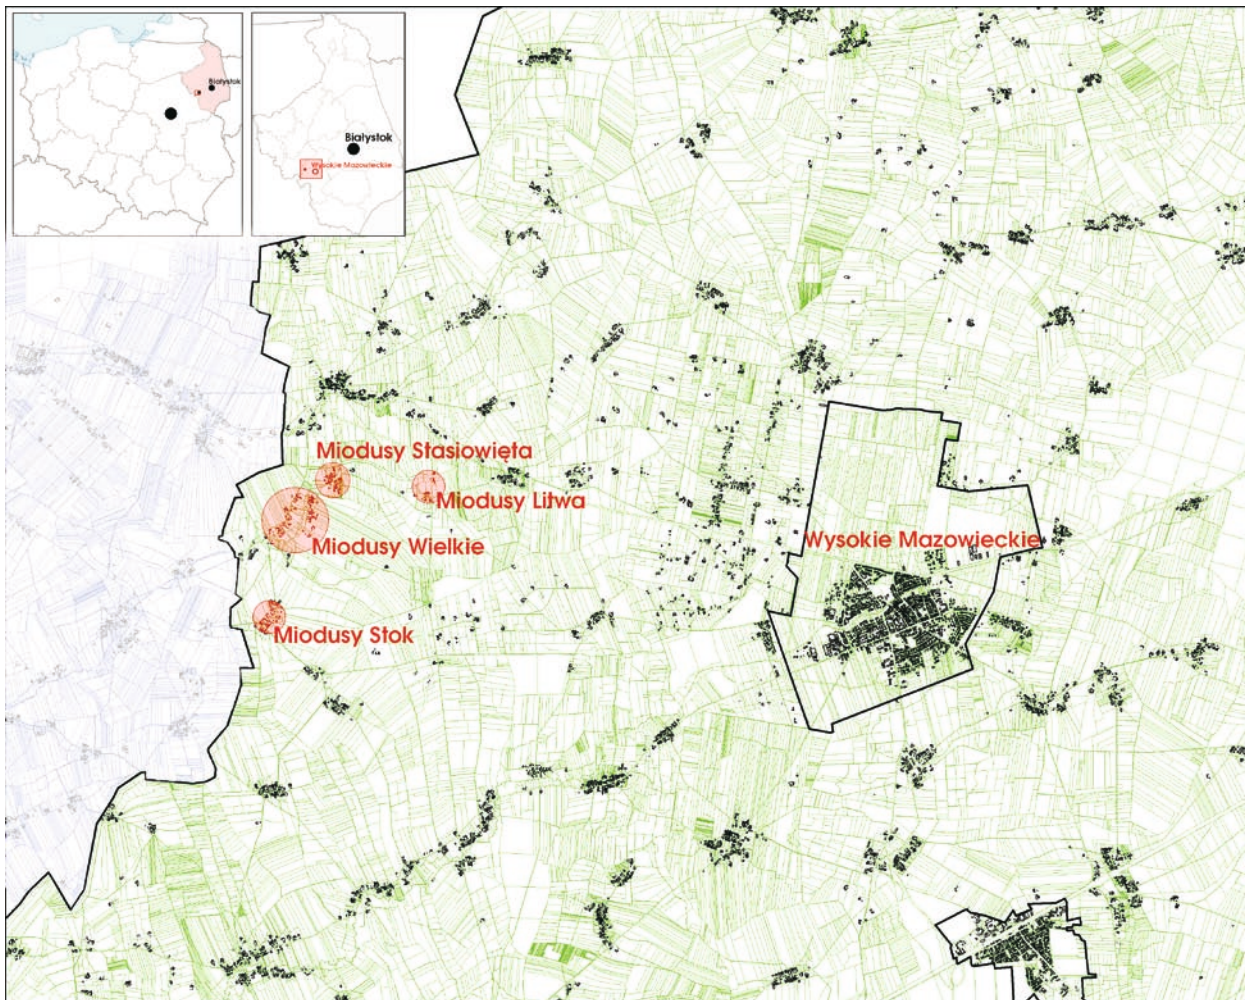 Białystok
Białystok
Wysokie Mazowieckie
Miodusy Stasiowięta
Miodusy Litwa
Wysokie Mazowieckie
Miodusy Wielkie
Miodusy Stok